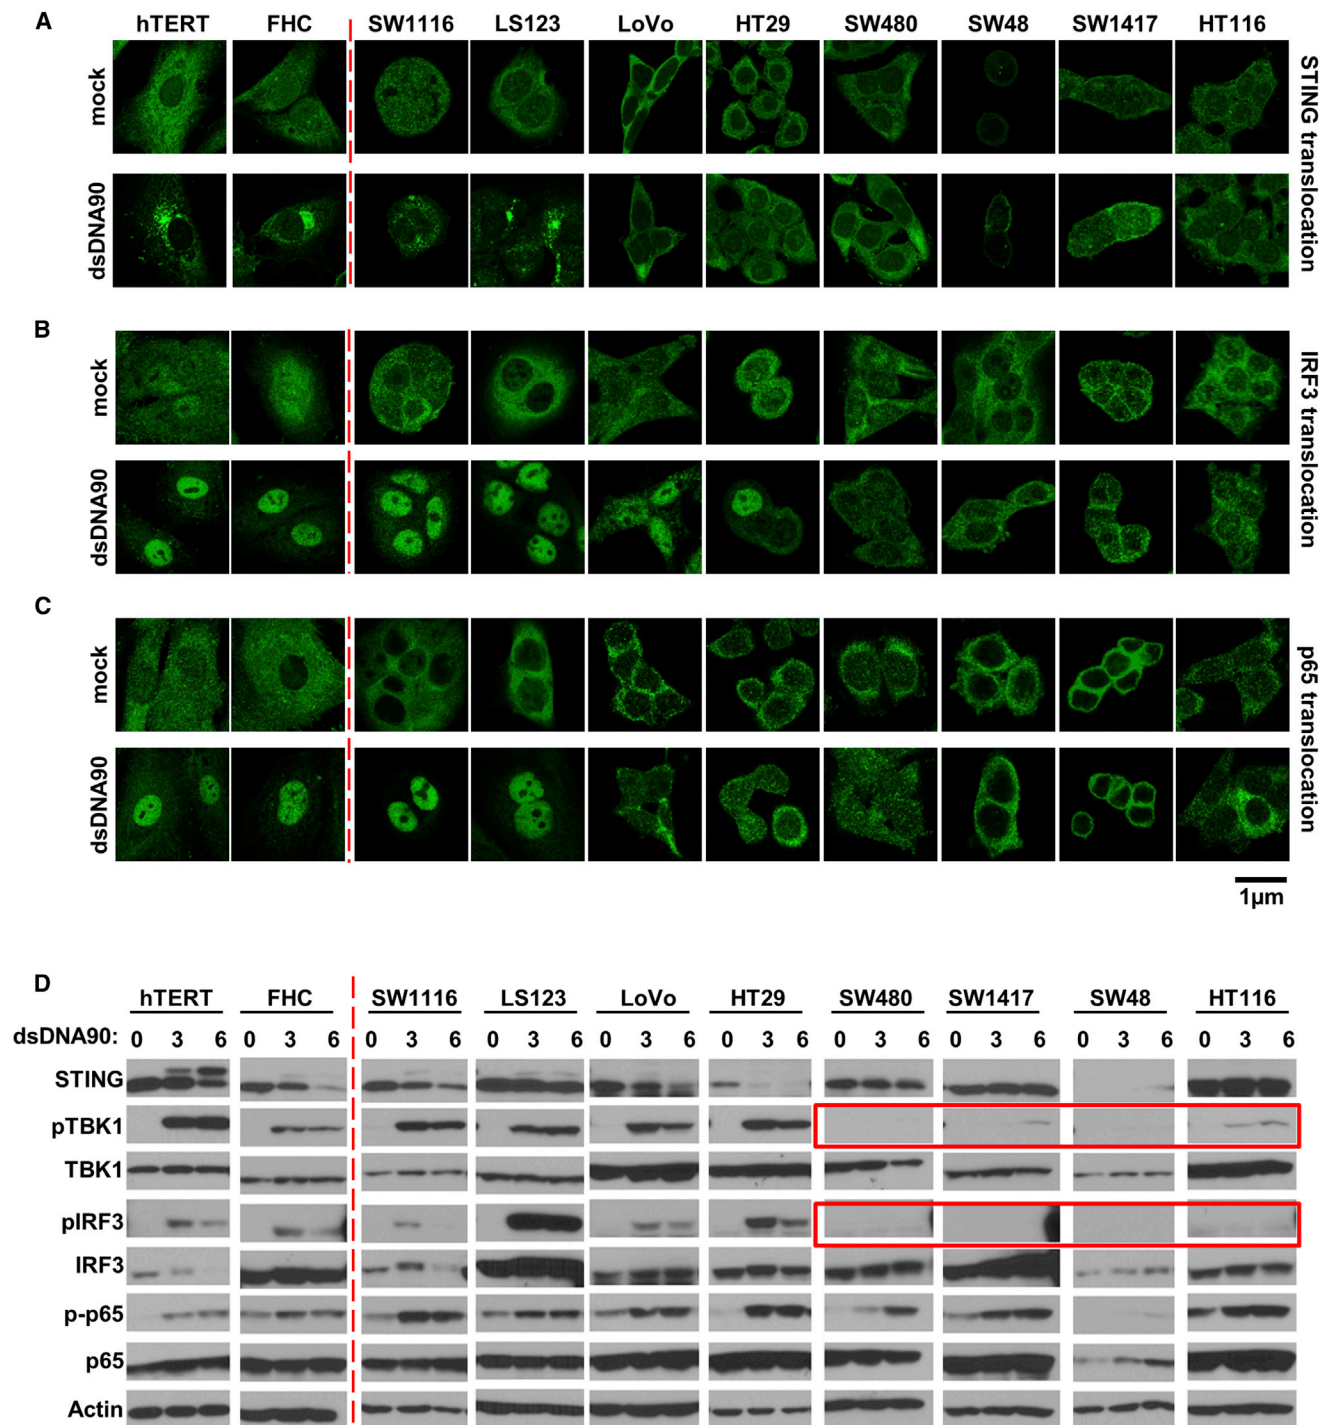 A hTERT FHC SW1116 LS123 LoVo HT29 SW480 SW48 SW1417 HT116
mock
dsDNA90
STING translocation
B
mock
dsDNA90
IRF3 translocation
C
mock
dsDNA90
p65 translocation
1μm
D
hTERT FHC SW1116 LS123 LoVo HT29 SW480 SW1417 SW48 HT116
dsDNA90: 0 3 6 0 3 6 0 3 6 0 3 6 0 3 6 0 3 6 0 3 6 0 3 6 0 3 6 0 3 6
STING
pTBK1
TBK1
pIRF3
IRF3
p-p65
p65
Actin